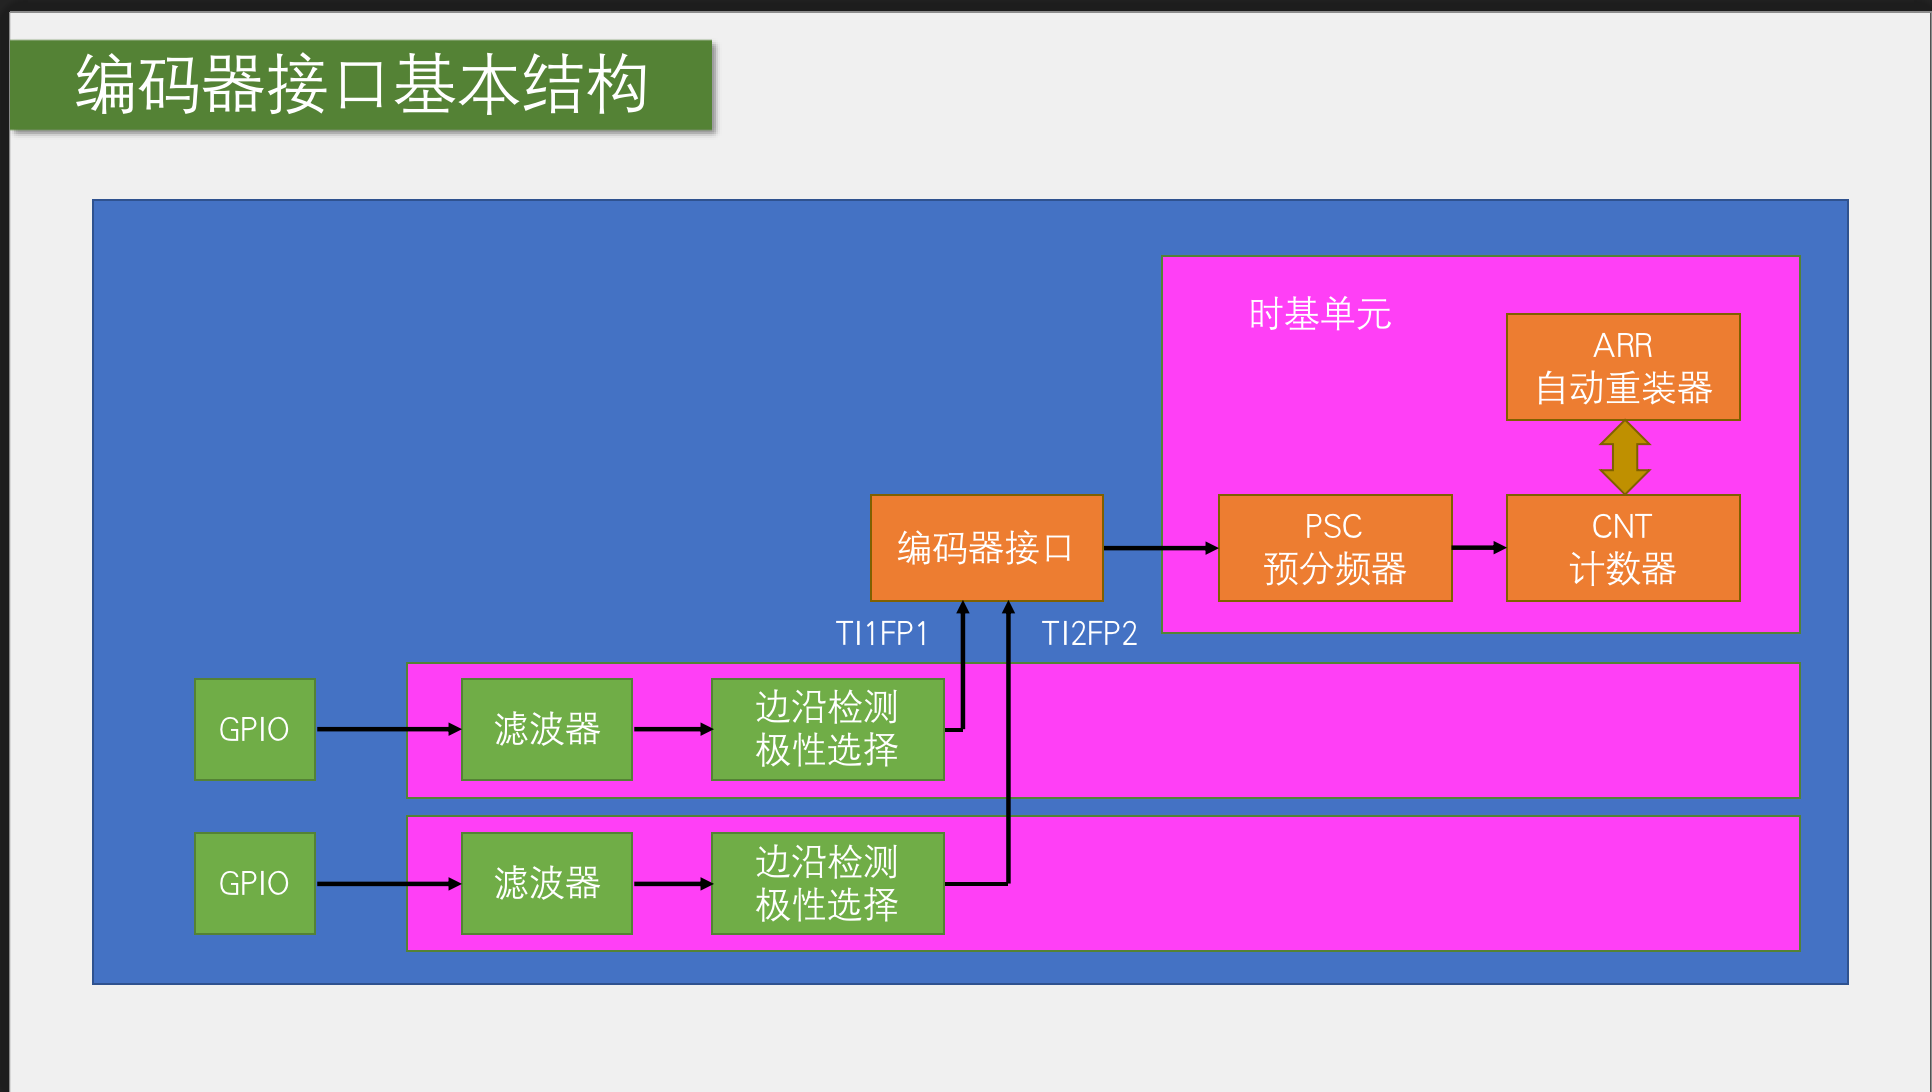 编码器接口基本结构
时基单元
ARR
自动重装器
编码器接口
PSC
预分频器
CNT
计数器
TI1FP1
TI2FP2
GPIO
滤波器
边沿检测
极性选择
GPIO
滤波器
边沿检测
极性选择